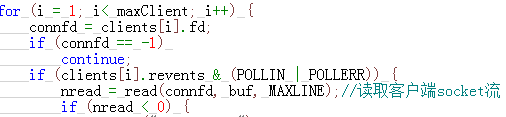 for (i = 1; i< maxClient; i++) {
connfd = clients[i].fd;
if (connfd == -1)
continue;
if (clients[i].revents & (POLLIN | POLLERR)) {
nread = read(connfd, buf, MAXLINE);//读取客户端socket流
if (nread < 0) {